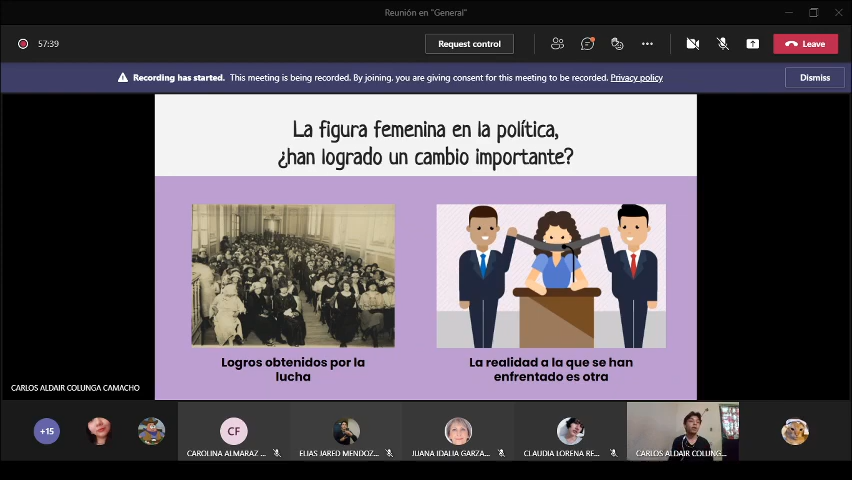 Reunión en "General"
57:39
Request control
Leave
Recording has started. This meeting is being recorded. By joining, you are giving consent for this meeting to be recorded. Privacy policy
Dismiss
La figura femenina en la política,
¿han logrado un cambio importante?
Logros obtenidos por la
lucha
La realidad a la que se han
enfrentado es otra
CARLOS ALDAIR COLUNGA CAMACHO
+15
CF
CAROLINA ALMARAZ ...
ELIAS JARED MENDOZ...
JUANA IDALIA GARZA...
CLAUDIA LORENA RE...
CARLOS ALDAIR COLUNG...